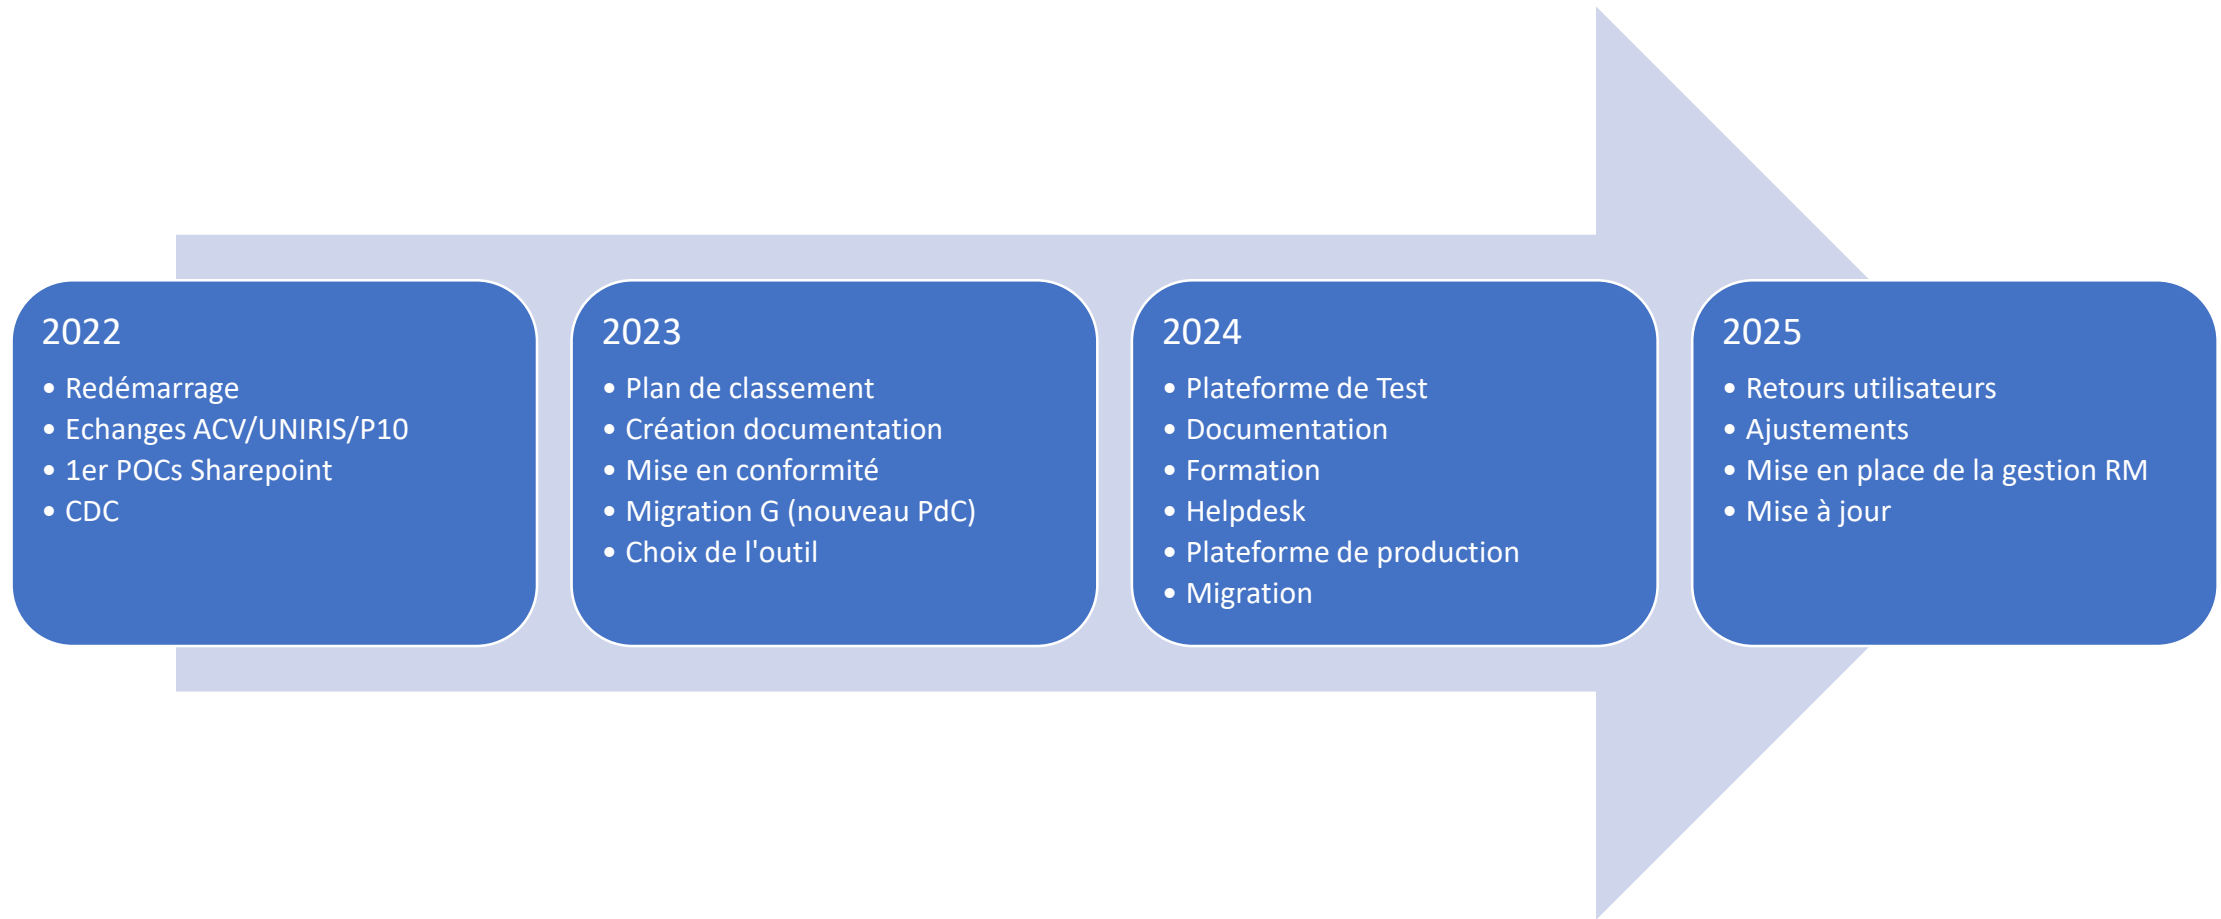 2022
• Redémarrage
• Echanges ACV/UNIRIS/P10
• 1er POCs Sharepoint
• CDC
2023
• Plan de classement
• Création documentation
• Mise en conformité
• Migration G (nouveau PdC)
• Choix de l'outil
2024
• Plateforme de Test
• Documentation
• Formation
• Helpdesk
• Plateforme de production
• Migration
2025
• Retours utilisateurs
• Ajustements
• Mise en place de la gestion RM
• Mise à jour